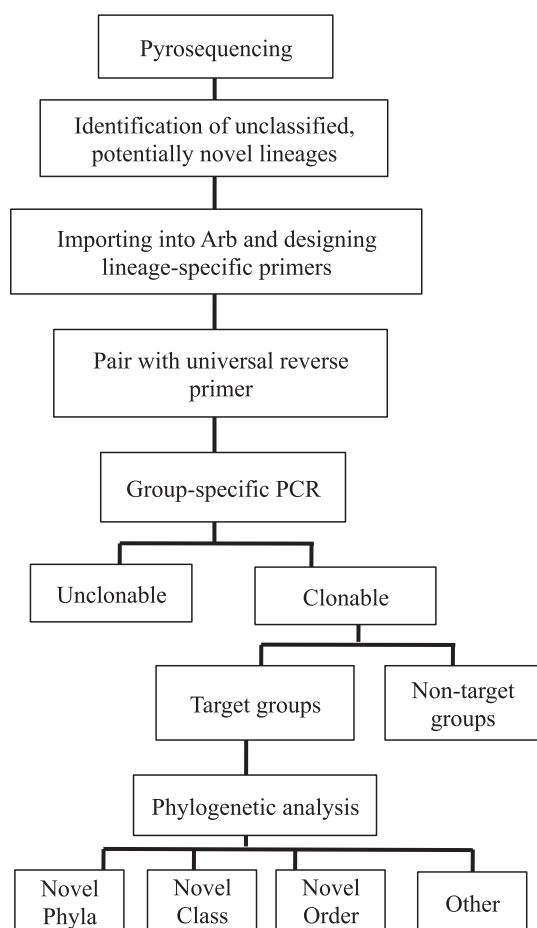 Pyrosequencing
Identification of unclassified,
potentially novel lineages
Importing into Arb and designing
lineage-specific primers
Pair with universal reverse
primer
Group-specific PCR
Unclonable
Clonable
Target groups
Non-target
groups
Phylogenetic analysis
Novel
Phyla
Novel
Class
Novel
Order
Other